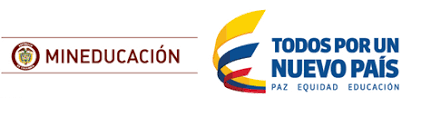 MINEDUCACIÓN
TODOS POR UN
NUEVO PAÍS
PAZ EQUIDAD EDUCACIÓN